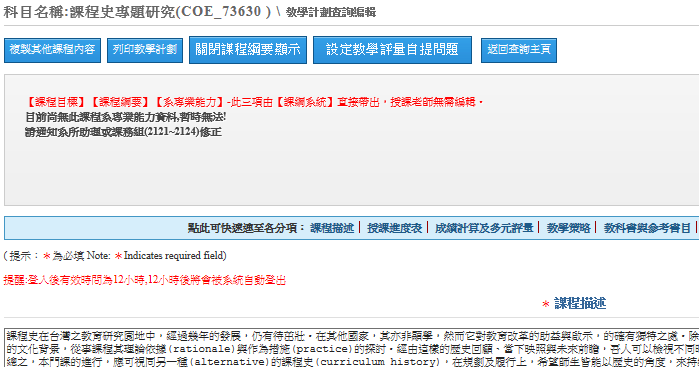 科目名稱:課程史專題研究(COE_73630 ) \ 教學計劃查詢編輯
複製其他課程內容 列印教學計劃 關閉課程綱要顯示 設定教學評量自提問題 返回查詢主頁
【課程目標】【課程綱要】【系專業能力】-此三項由【課綱系統】直接帶出，授課老師無需編輯。
目前尚無此課程系專業能力資料,暫時無法!
請通知系所助理或課務組(2121~2124)修正
點此可快速連至各分項： 課程描述 | 授課進度表 | 成績計算及多元評量 | 教學策略 | 教科書與參考書目 |
( 提示：＊為必填 Note: ＊Indicates required field)
提醒:登入後有效時間為12小時,12小時後將會被系統自動登出
＊ 課程描述
課程史在台灣之教育研究園地中，經過幾年的發展，仍有待茁壯。在其他國家，其亦非顯學，然而它對教育改革的助益與啟示，的確有獨特之處。除
的文化背景，從事課程其理論依據(rationale)與作為措施(practice)的探討。經由這樣的歷史回顧、當下映照與未來前瞻，吾人可以檢視不同
總之，本門課的進行，應可視同另一種(alternative)的課程史(curriculum history)，在規劃及履行上，希望師生皆能以歷史的角度，來持